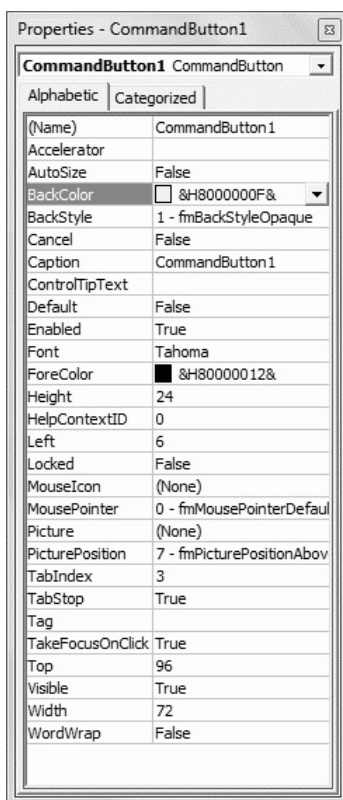 Properties - CommandButton1
CommandButton1 CommandButton
Alphabetic Categorized
(Name) CommandButton1
Accelerator
AutoSize False
BackColor &H8000000F&
BackStyle 1 - fmBackStyleOpaque
Cancel False
Caption CommandButton1
ControlTipText
Default False
Enabled True
Font Tahoma
ForeColor &H80000012&
Height 24
HelpContextID 0
Left 6
Locked False
MouseIcon (None)
MousePointer 0 - fmMousePointerDefaul
Picture (None)
PicturePosition 7 - fmPicturePositionAbov
TabIndex 3
TabStop True
Tag
TakeFocusOnClick True
Top 96
Visible True
Width 72
WordWrap False